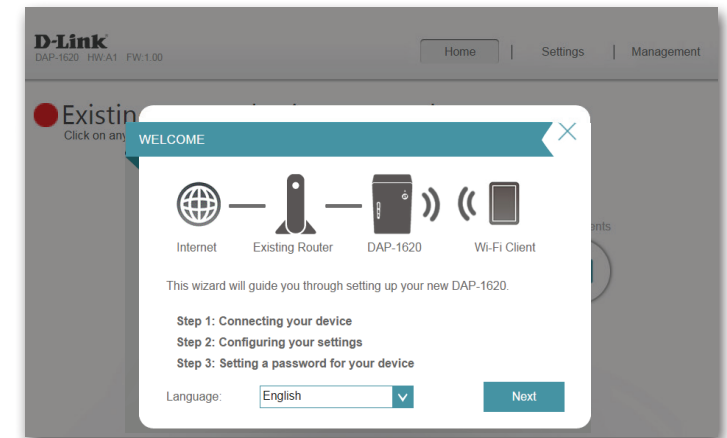 D-Link
DAP-1620 HW:A1 FW:1.00
Home | Settings | Management
Existin
Click on any
WELCOME
Internet Existing Router DAP-1620 Wi-Fi Client
This wizard will guide you through setting up your new DAP-1620.
Step 1: Connecting your device
Step 2: Configuring your settings
Step 3: Setting a password for your device
Language: English Next